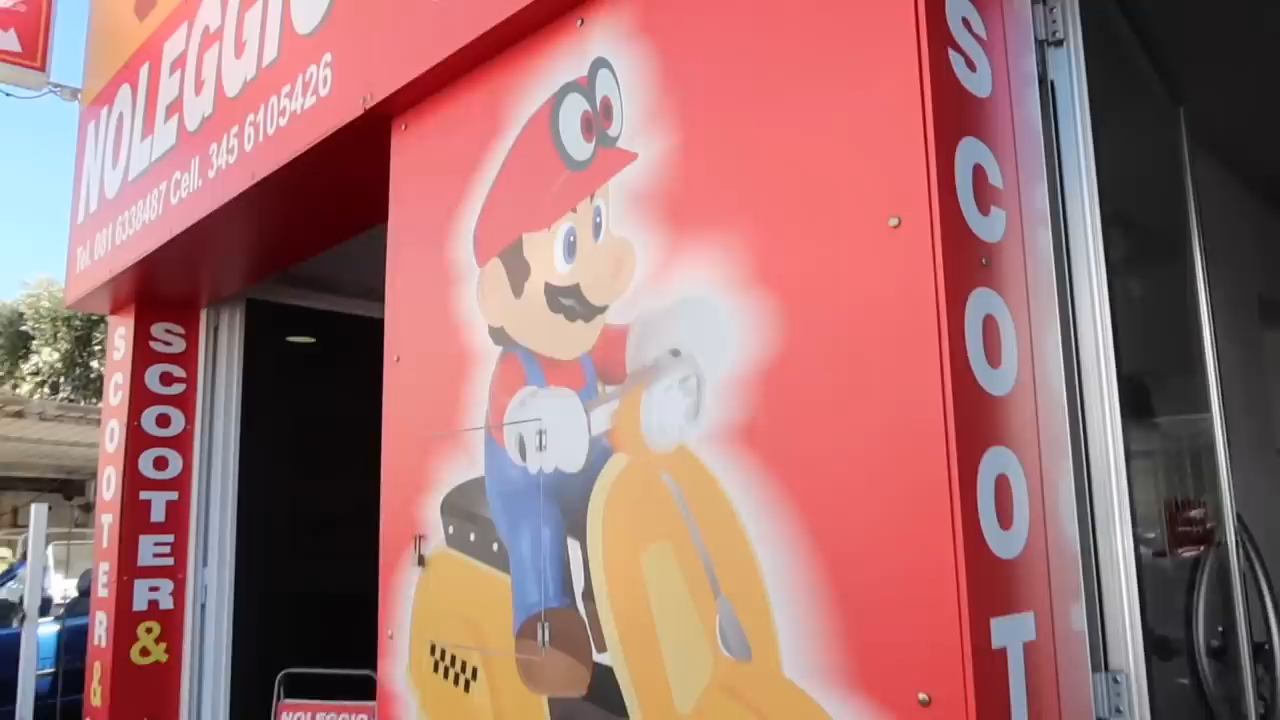 NOLEGGIO
Tel. 081 6338487 Cell. 345 6105426
SCOOTER &
SCOOTER &
SCOOT
NOLEGGIO